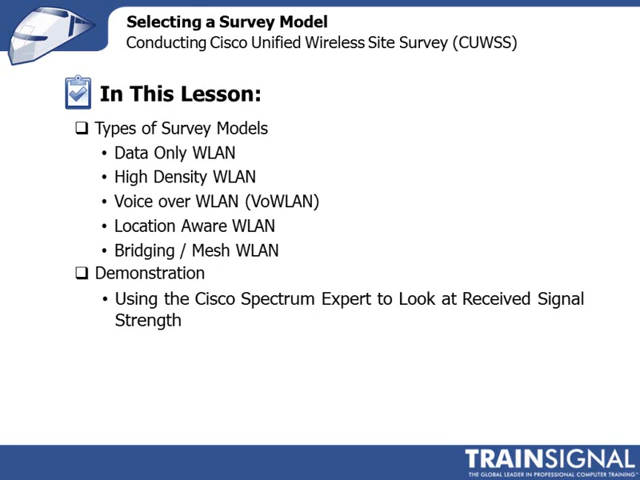 Selecting a Survey Model
Conducting Cisco Unified Wireless Site Survey (CUWSS)
In This Lesson:
❑ Types of Survey Models
• Data Only WLAN
• High Density WLAN
• Voice over WLAN (VoWLAN)
• Location Aware WLAN
• Bridging / Mesh WLAN
❑ Demonstration
• Using the Cisco Spectrum Expert to Look at Received Signal
Strength
TRAINSIGNAL
THE GLOBAL LEADER IN PROFESSIONAL COMPUTER TRAINING